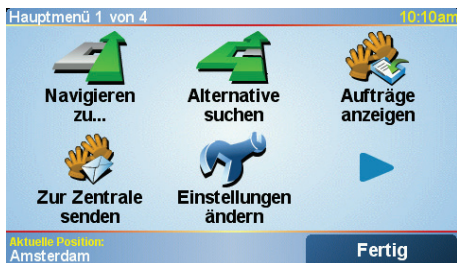 Hauptmenü 1 von 4
10:10am
Navigieren
zu...
Alternative
suchen
Aufträge
anzeigen
Zur Zentrale
senden
Einstellungen
ändern
Aktuelle Position:
Amsterdam
Fertig